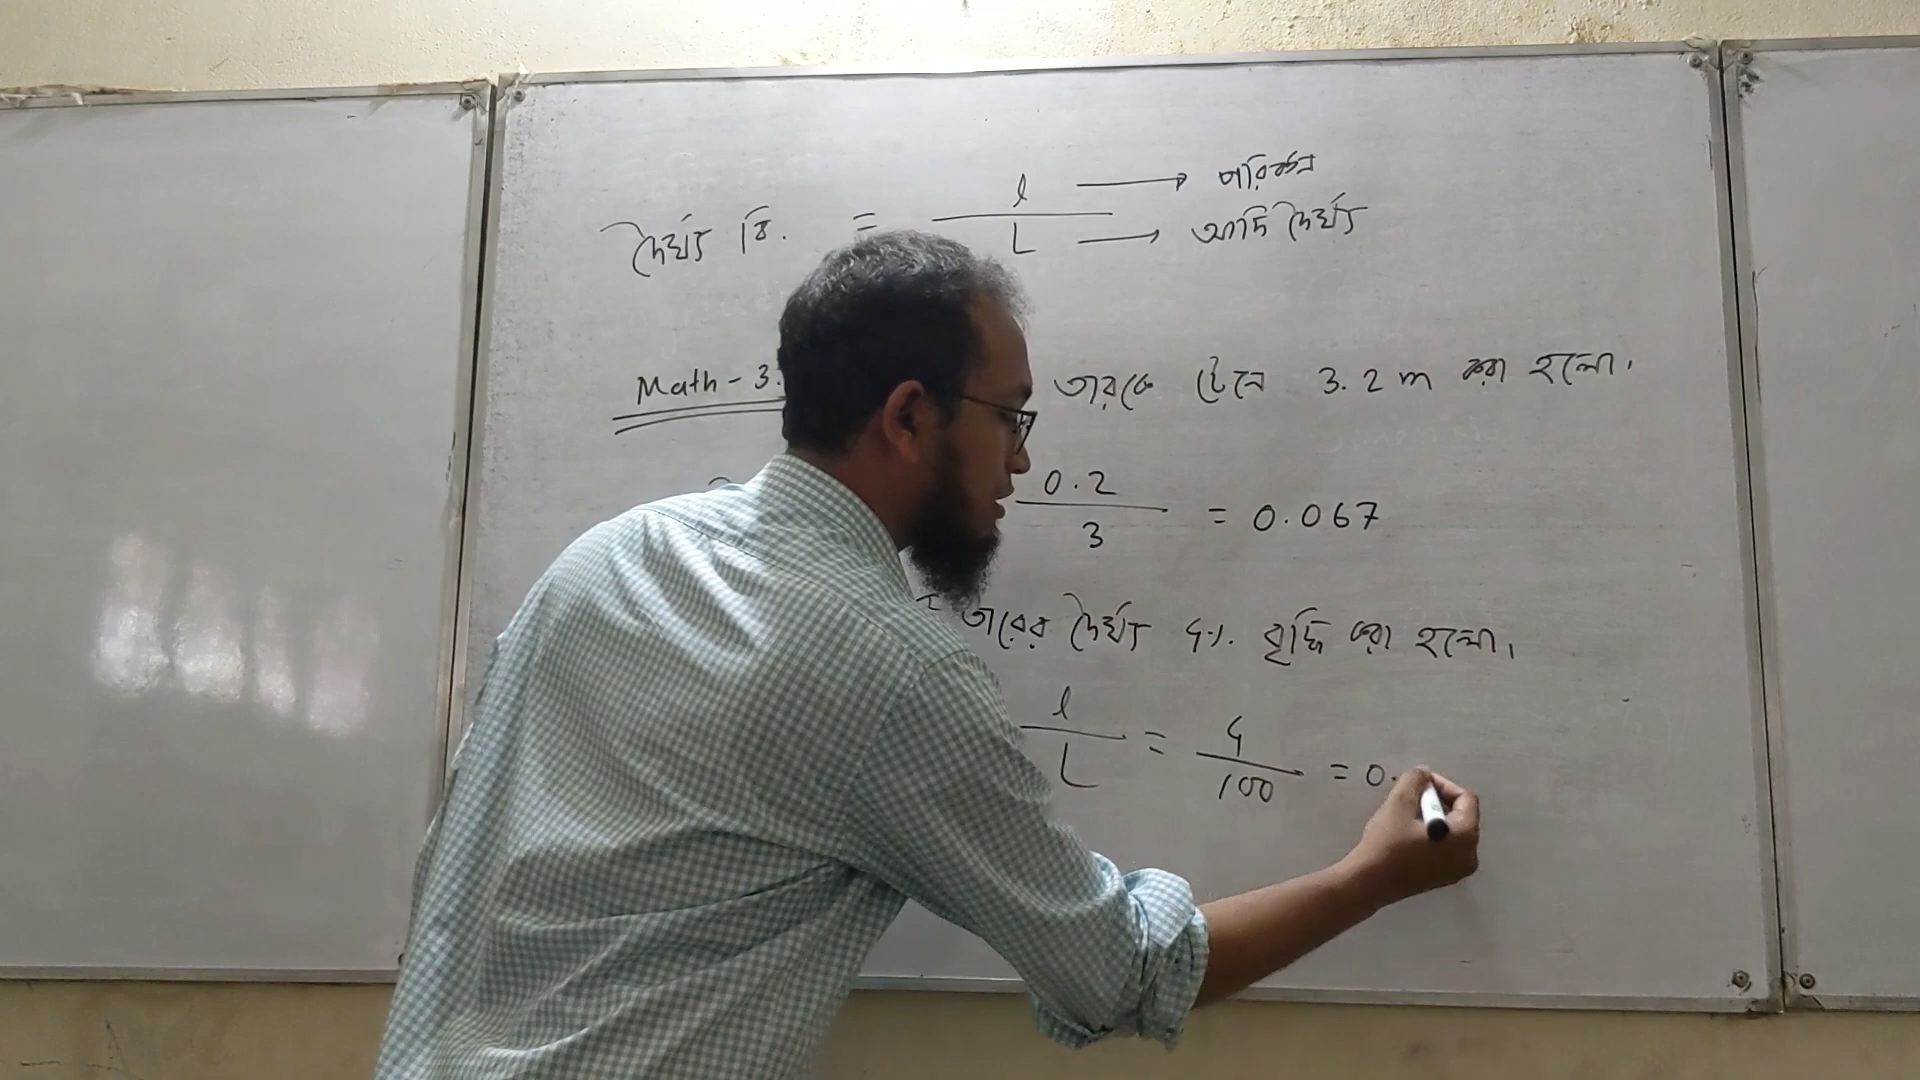 l → পরিবর্তন
দৈর্ঘ্য বি. = L → আদি দৈর্ঘ্য
Math - 3. তারকে টেনে 3.2 m করা হলো।
0.2
3 = 0.067
তারের দৈর্ঘ্য 5% বৃদ্ধি করা হলো।
l
L = 5
100 = 0.